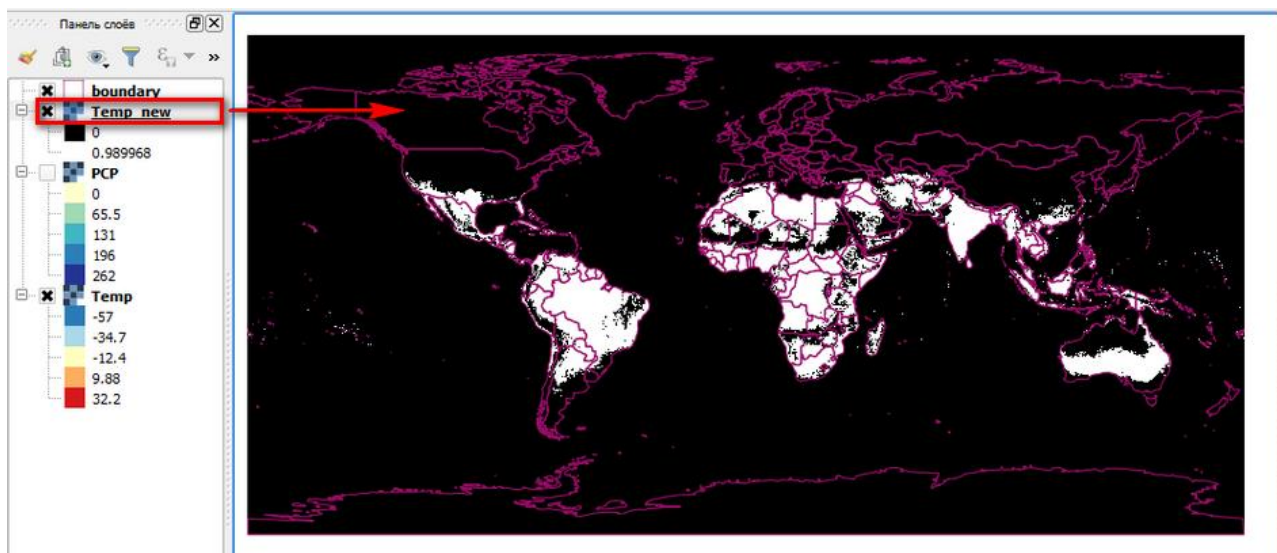 Панель слоёв
boundary
Temp_new
0
0.989968
PCP
0
65.5
131
196
262
Temp
-57
-34.7
-12.4
9.88
32.2